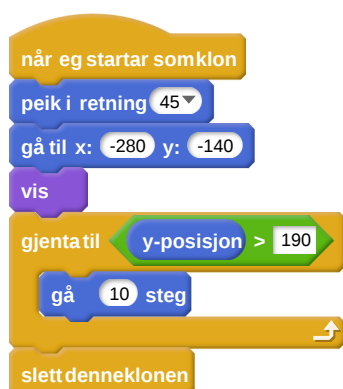 når eg startar som klon
peik i retning 45
gå til x: -280 y: -140
vis
gjenta til y-posisjon > 190
gå 10 steg
slett denne klonen